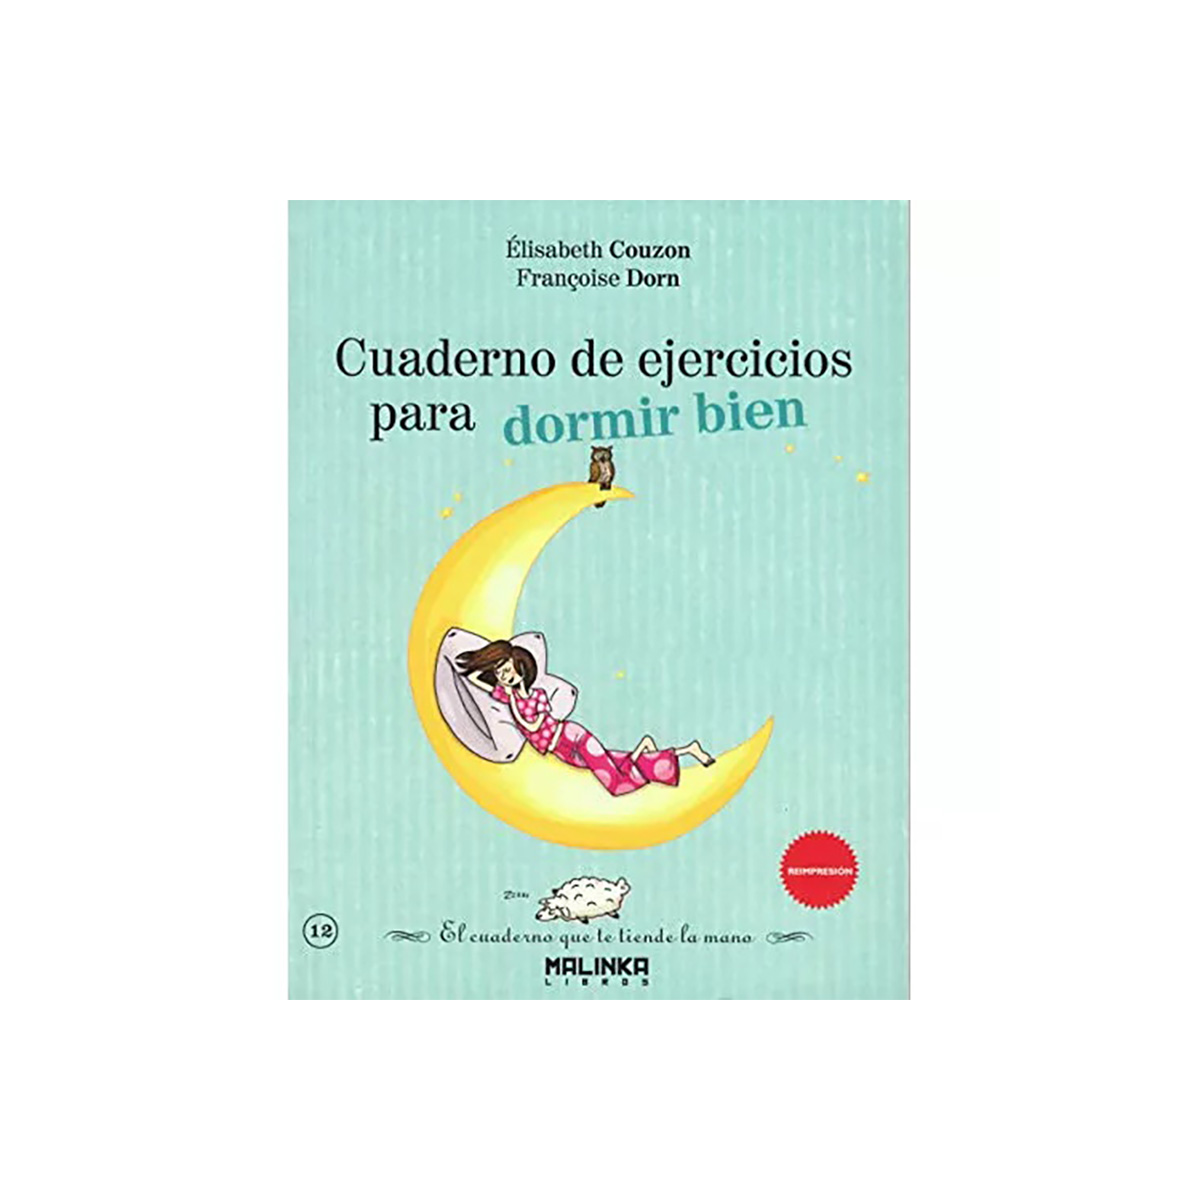 Élisabeth Couzon
Françoise Dorn
Cuaderno de ejercicios
para dormir bien
REIMPRESIÓN
12
El cuaderno que te tiende la mano
MALINKA
LIBROS